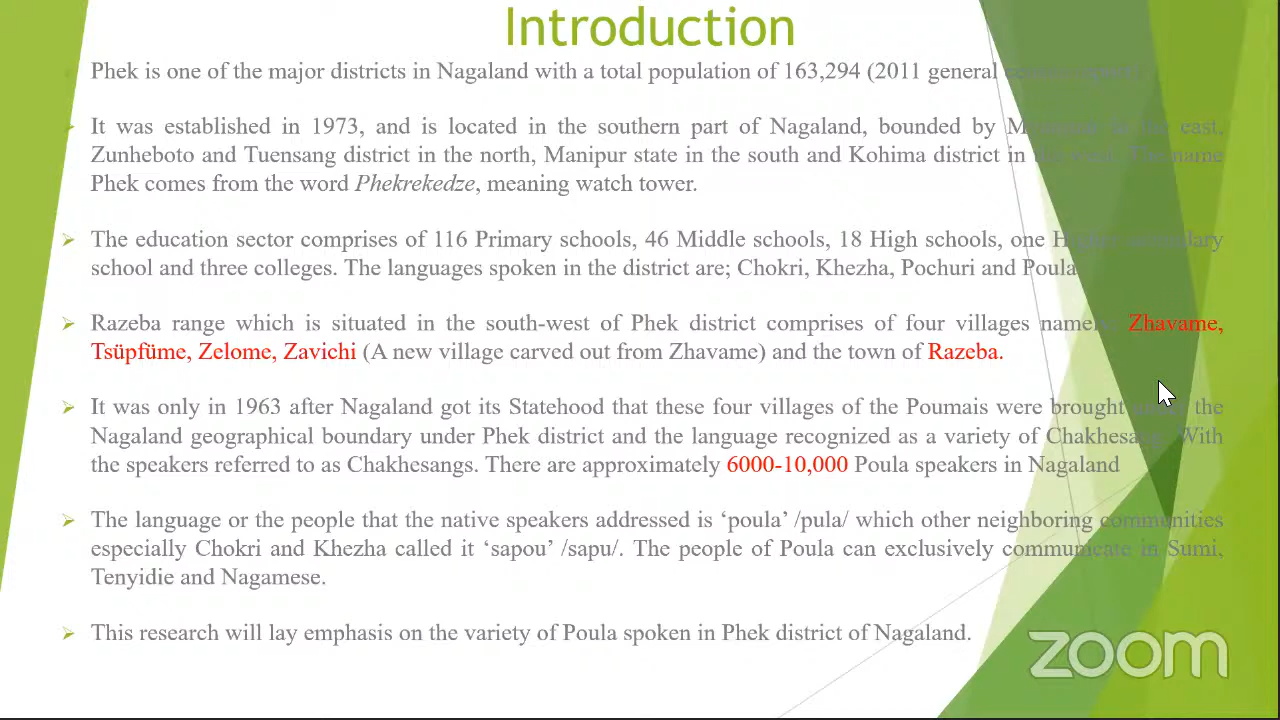 Introduction
Phek is one of the major districts in Nagaland with a total population of 163,294 (2011 general census report).
It was established in 1973, and is located in the southern part of Nagaland, bounded by Myanmar in the east,
Zunheboto and Tuensang district in the north, Manipur state in the south and Kohima district in the west. The name
Phek comes from the word Phekrekedze, meaning watch tower.
The education sector comprises of 116 Primary schools, 46 Middle schools, 18 High schools, one Higher secondary
school and three colleges. The languages spoken in the district are; Chokri, Khezha, Pochuri and Poula
Razeba range which is situated in the south-west of Phek district comprises of four villages namely, Zhavame,
Tsüpfüme, Zelome, Zavichi (A new village carved out from Zhavame) and the town of Razeba.
It was only in 1963 after Nagaland got its Statehood that these four villages of the Poumais were brought under the
Nagaland geographical boundary under Phek district and the language recognized as a variety of Chakhesang. With
the speakers referred to as Chakhesangs. There are approximately 6000-10,000 Poula speakers in Nagaland
The language or the people that the native speakers addressed is ‘poula’ /pula/ which other neighboring communities
especially Chokri and Khezha called it ‘sapou’ /sapu/. The people of Poula can exclusively communicate in Sumi,
Tenyidie and Nagamese.
This research will lay emphasis on the variety of Poula spoken in Phek district of Nagaland.
zoom